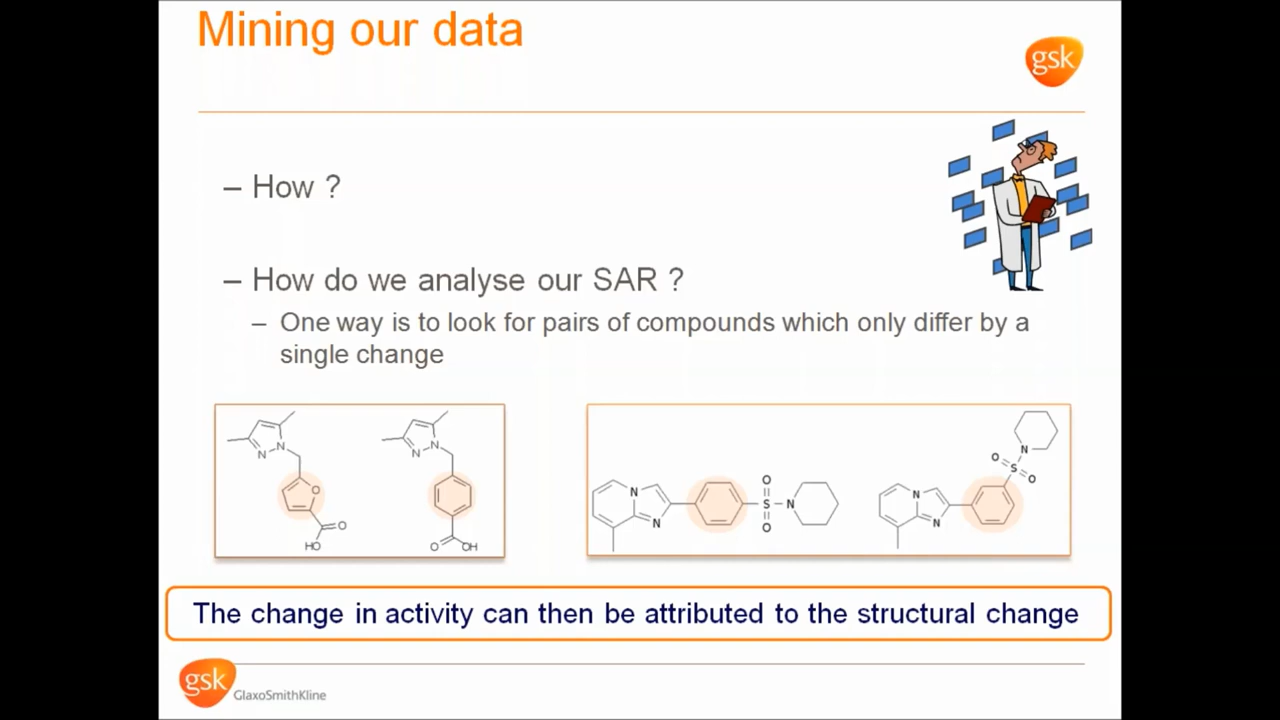 Mining our data
gsk
– How ?
– How do we analyse our SAR ?
– One way is to look for pairs of compounds which only differ by a
single change
N
N
O
O
HO
N
N
O
OH
N
N
O
S
O
N
N
N
O
S
O
N
The change in activity can then be attributed to the structural change
gsk
GlaxoSmithKline